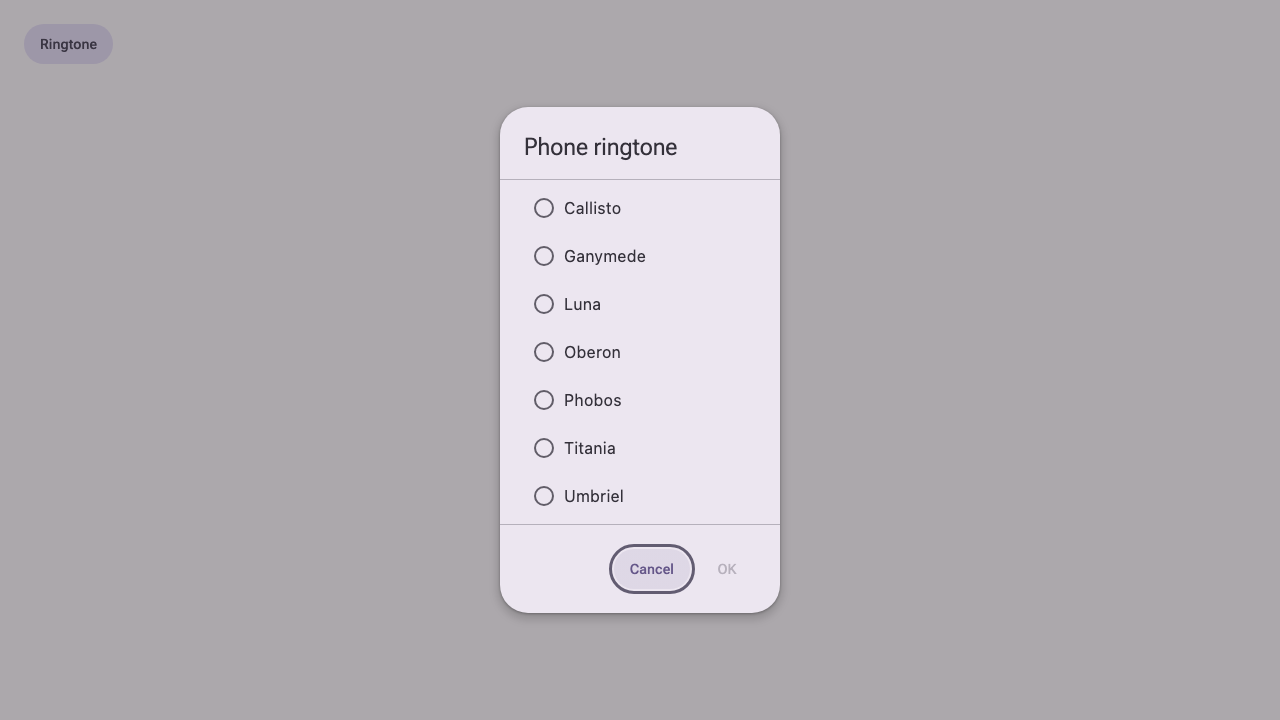 Ringtone
Phone ringtone
Callisto
Ganymede
Luna
Oberon
Phobos
Titania
Umbriel
Cancel
OK